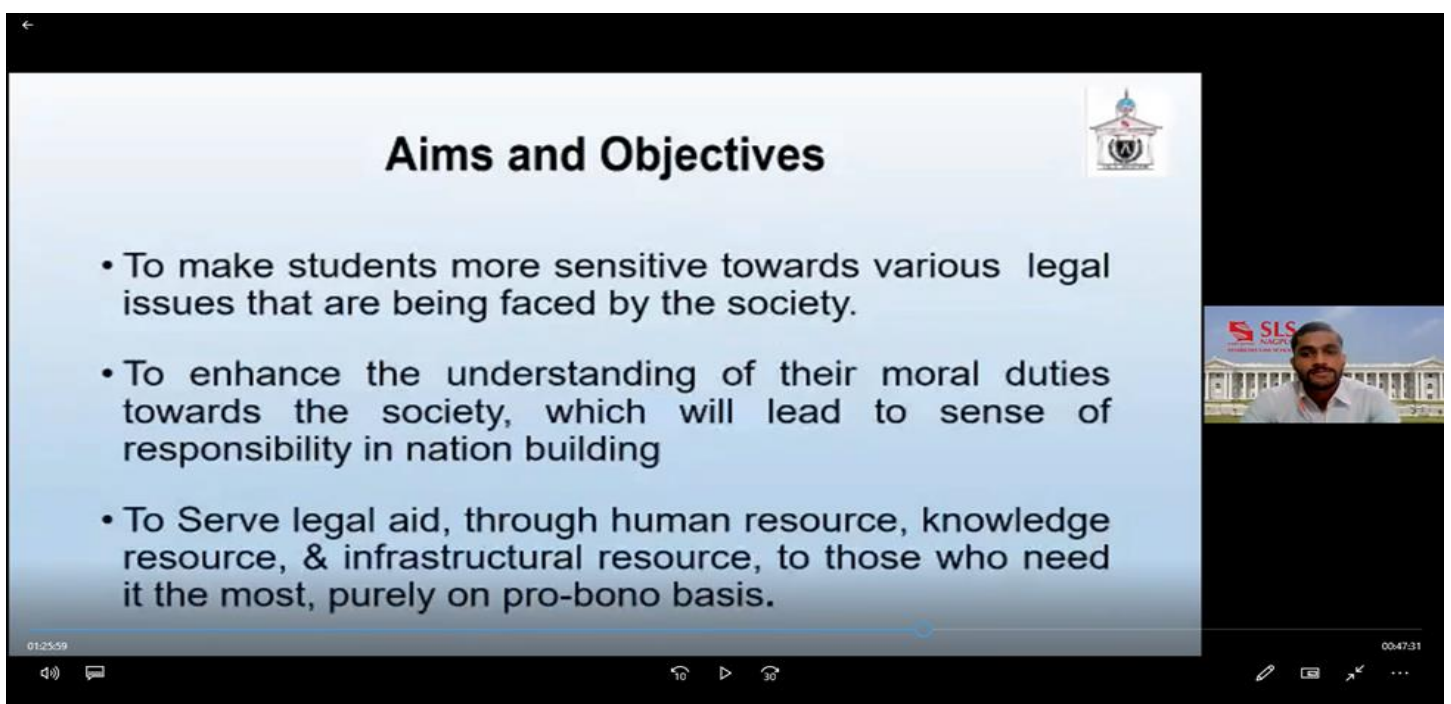 Aims and Objectives
• To make students more sensitive towards various legal
issues that are being faced by the society.
• To enhance the understanding of their moral duties
towards the society, which will lead to sense of
responsibility in nation building
• To Serve legal aid, through human resource, knowledge
resource, & infrastructural resource, to those who need
it the most, purely on pro-bono basis.
SLS
01:25:59
00:47:31
10
30